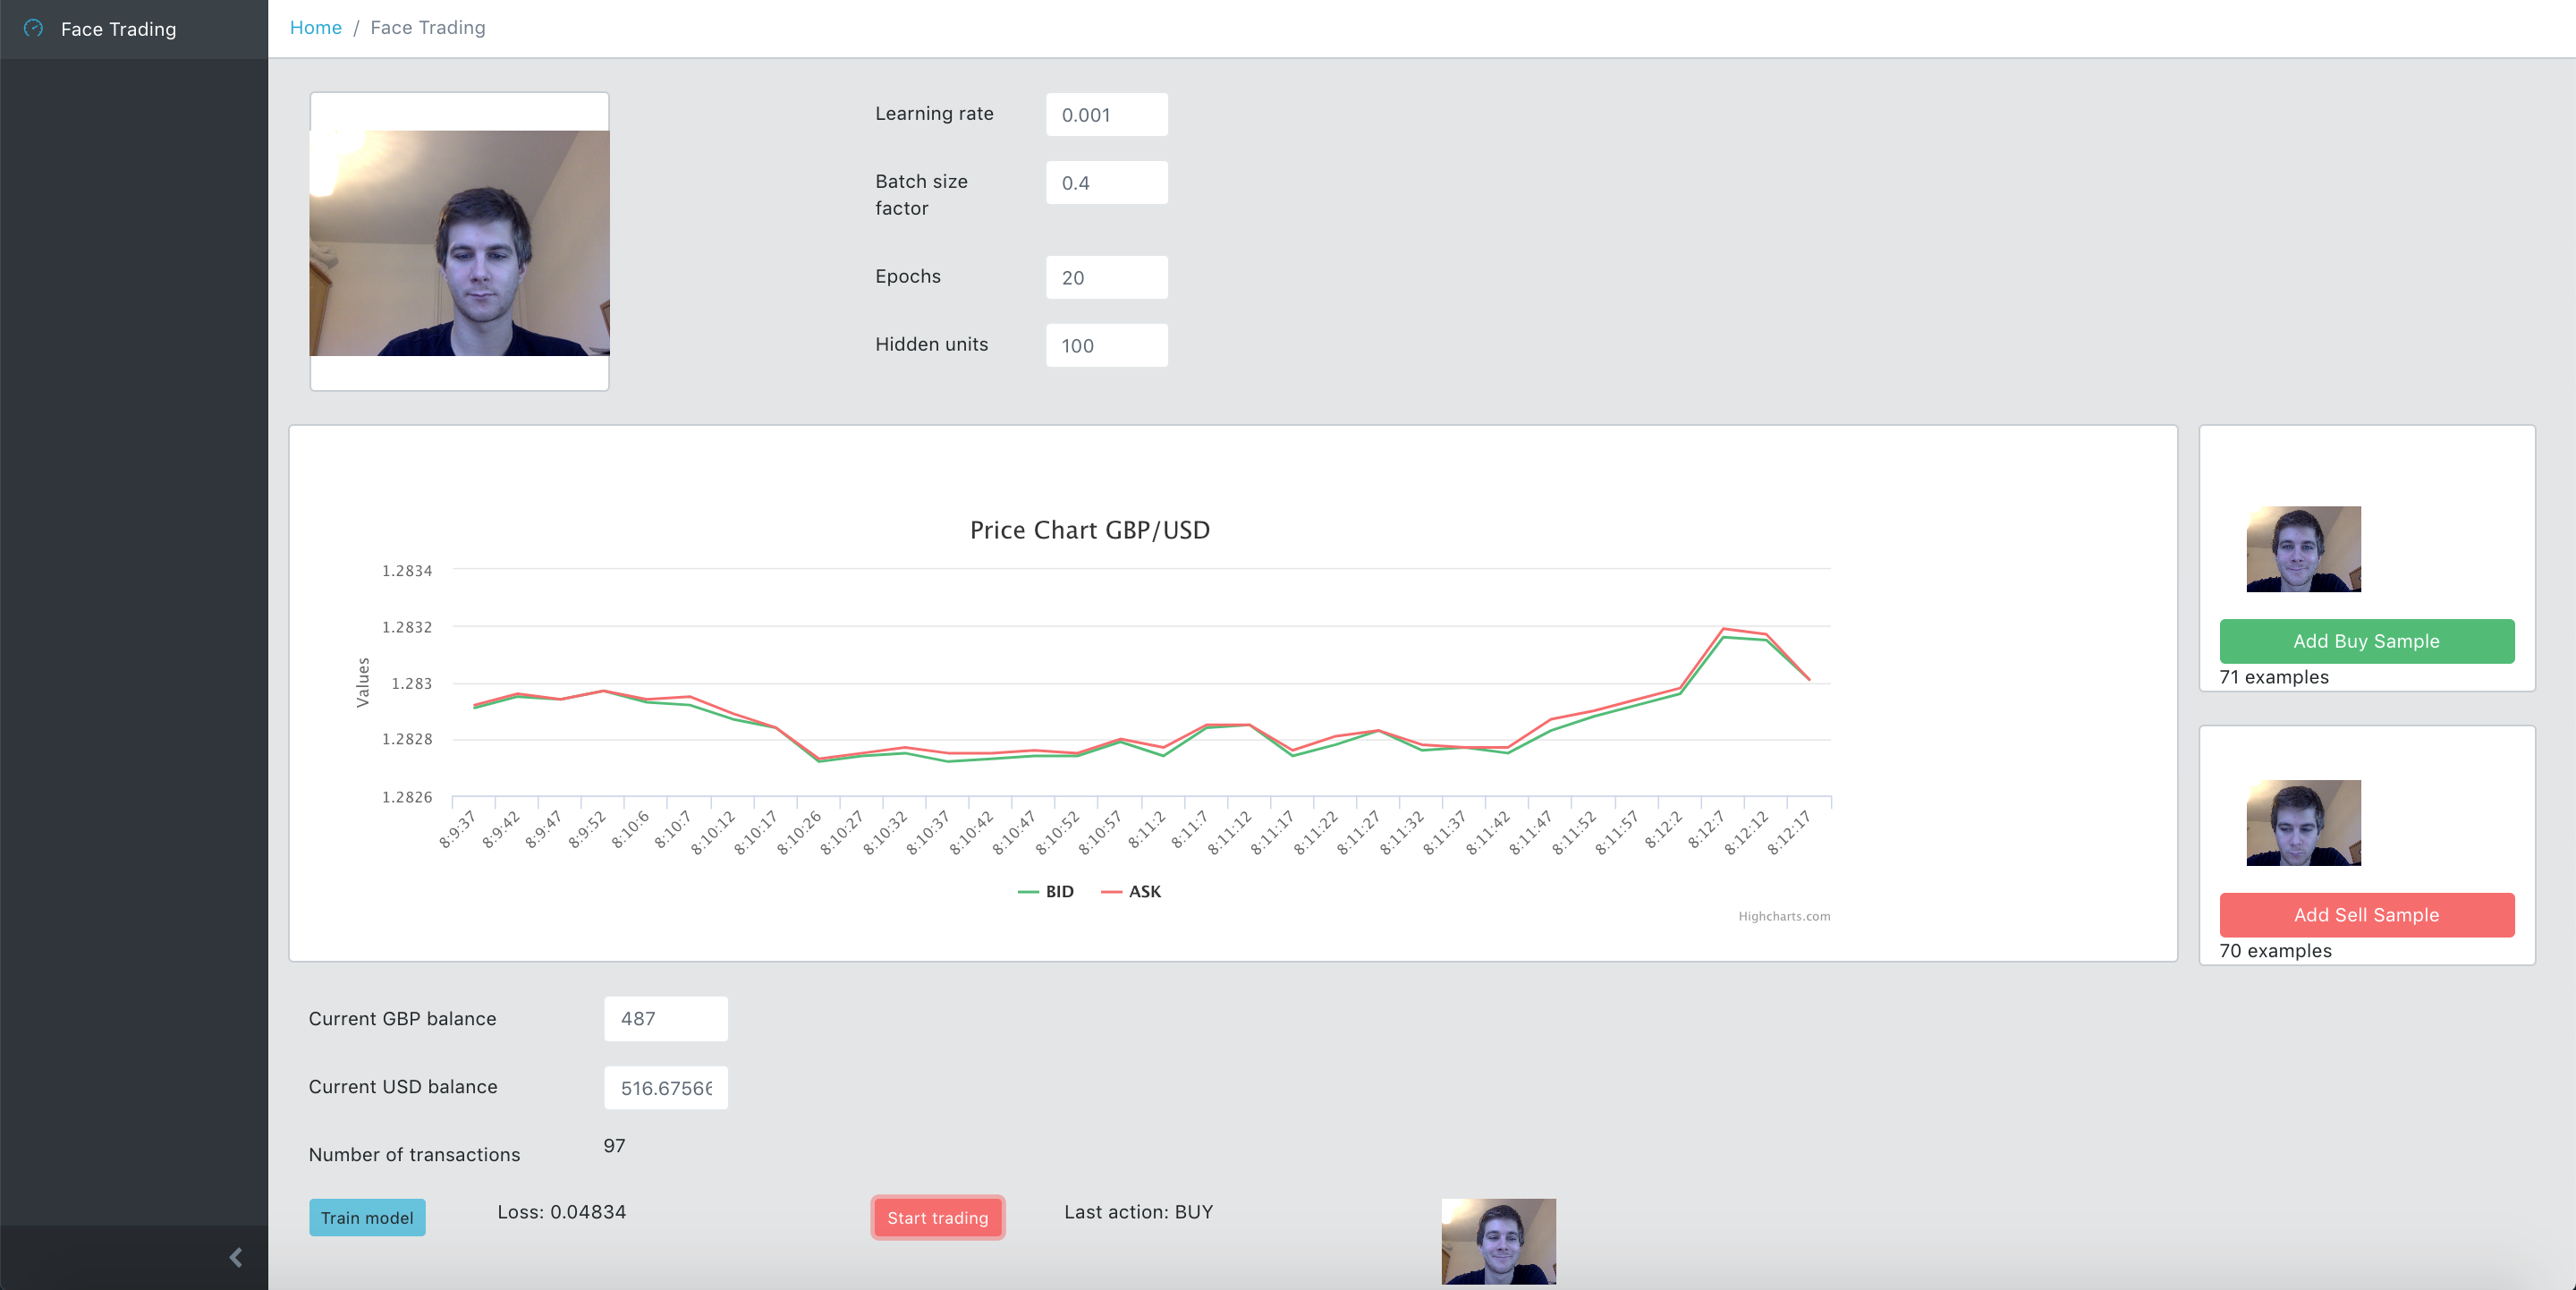 Face Trading
Home / Face Trading
Learning rate 0.001
Batch size factor 0.4
Epochs 20
Hidden units 100
Price Chart GBP/USD
Values
1.2834
1.2832
1.283
1.2828
1.2826
8:9:37 8:9:42 8:9:47 8:9:52 8:10:6 8:10:7 8:10:12 8:10:17 8:10:26 8:10:27 8:10:32 8:10:37 8:10:42 8:10:47 8:10:52 8:10:57 8:11:2 8:11:7 8:11:12 8:11:17 8:11:22 8:11:27 8:11:32 8:11:37 8:11:42 8:11:47 8:11:52 8:11:57 8:12:2 8:12:7 8:12:12 8:12:17
BID ASK
Highcharts.com
Add Buy Sample
71 examples
Add Sell Sample
70 examples
Current GBP balance 487
Current USD balance 516.6756
Number of transactions 97
Train model Loss: 0.04834 Start trading Last action: BUY